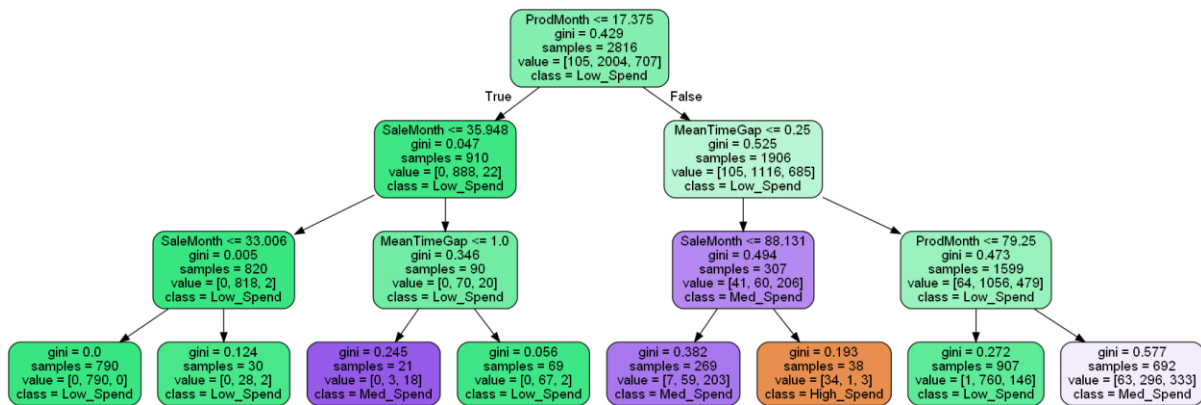 ProdMonth <= 17.375
gini = 0.429
samples = 2816
value = [105, 2004, 707]
class = Low_Spend
True
False
SaleMonth <= 35.948
gini = 0.047
samples = 910
value = [0, 888, 22]
class = Low_Spend
MeanTimeGap <= 0.25
gini = 0.525
samples = 1906
value = [105, 1116, 685]
class = Low_Spend
SaleMonth <= 33.006
gini = 0.005
samples = 820
value = [0, 818, 2]
class = Low_Spend
MeanTimeGap <= 1.0
gini = 0.346
samples = 90
value = [0, 70, 20]
class = Low_Spend
SaleMonth <= 88.131
gini = 0.494
samples = 307
value = [41, 60, 206]
class = Med_Spend
ProdMonth <= 79.25
gini = 0.473
samples = 1599
value = [64, 1056, 479]
class = Low_Spend
gini = 0.0
samples = 790
value = [0, 790, 0]
class = Low_Spend
gini = 0.124
samples = 30
value = [0, 28, 2]
class = Low_Spend
gini = 0.245
samples = 21
value = [0, 3, 18]
class = Med_Spend
gini = 0.056
samples = 69
value = [0, 67, 2]
class = Low_Spend
gini = 0.382
samples = 269
value = [7, 59, 203]
class = Med_Spend
gini = 0.193
samples = 38
value = [34, 1, 3]
class = High_Spend
gini = 0.272
samples = 907
value = [1, 760, 146]
class = Low_Spend
gini = 0.577
samples = 692
value = [63, 296, 333]
class = Med_Spend